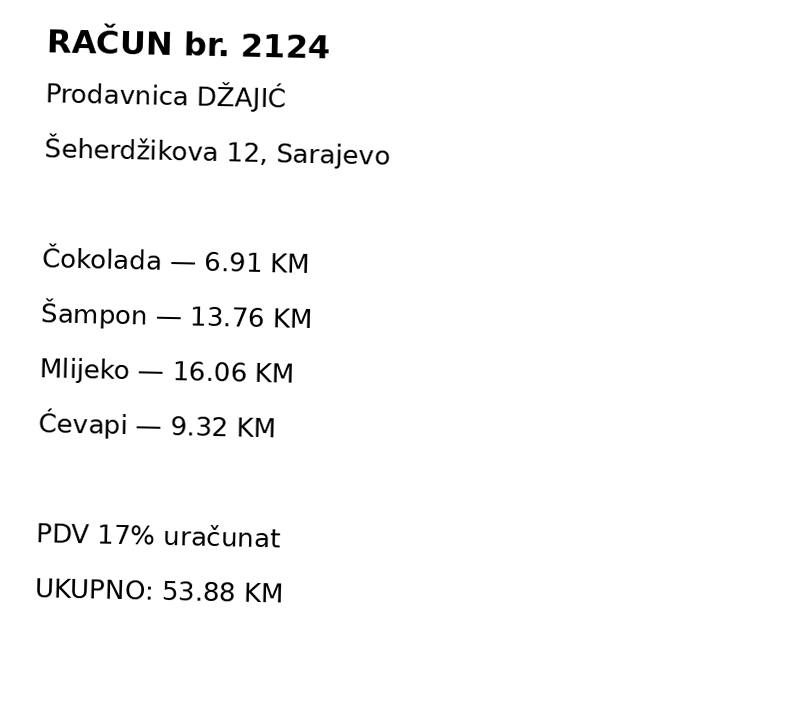 RAČUN br. 2124
Prodavnica DŽAJIĆ
Šeherdžikova 12, Sarajevo
Čokolada — 6.91 KM
Šampon — 13.76 KM
Mlijeko — 16.06 KM
Ćevapi — 9.32 KM
PDV 17% uračunat
UKUPNO: 53.88 KM